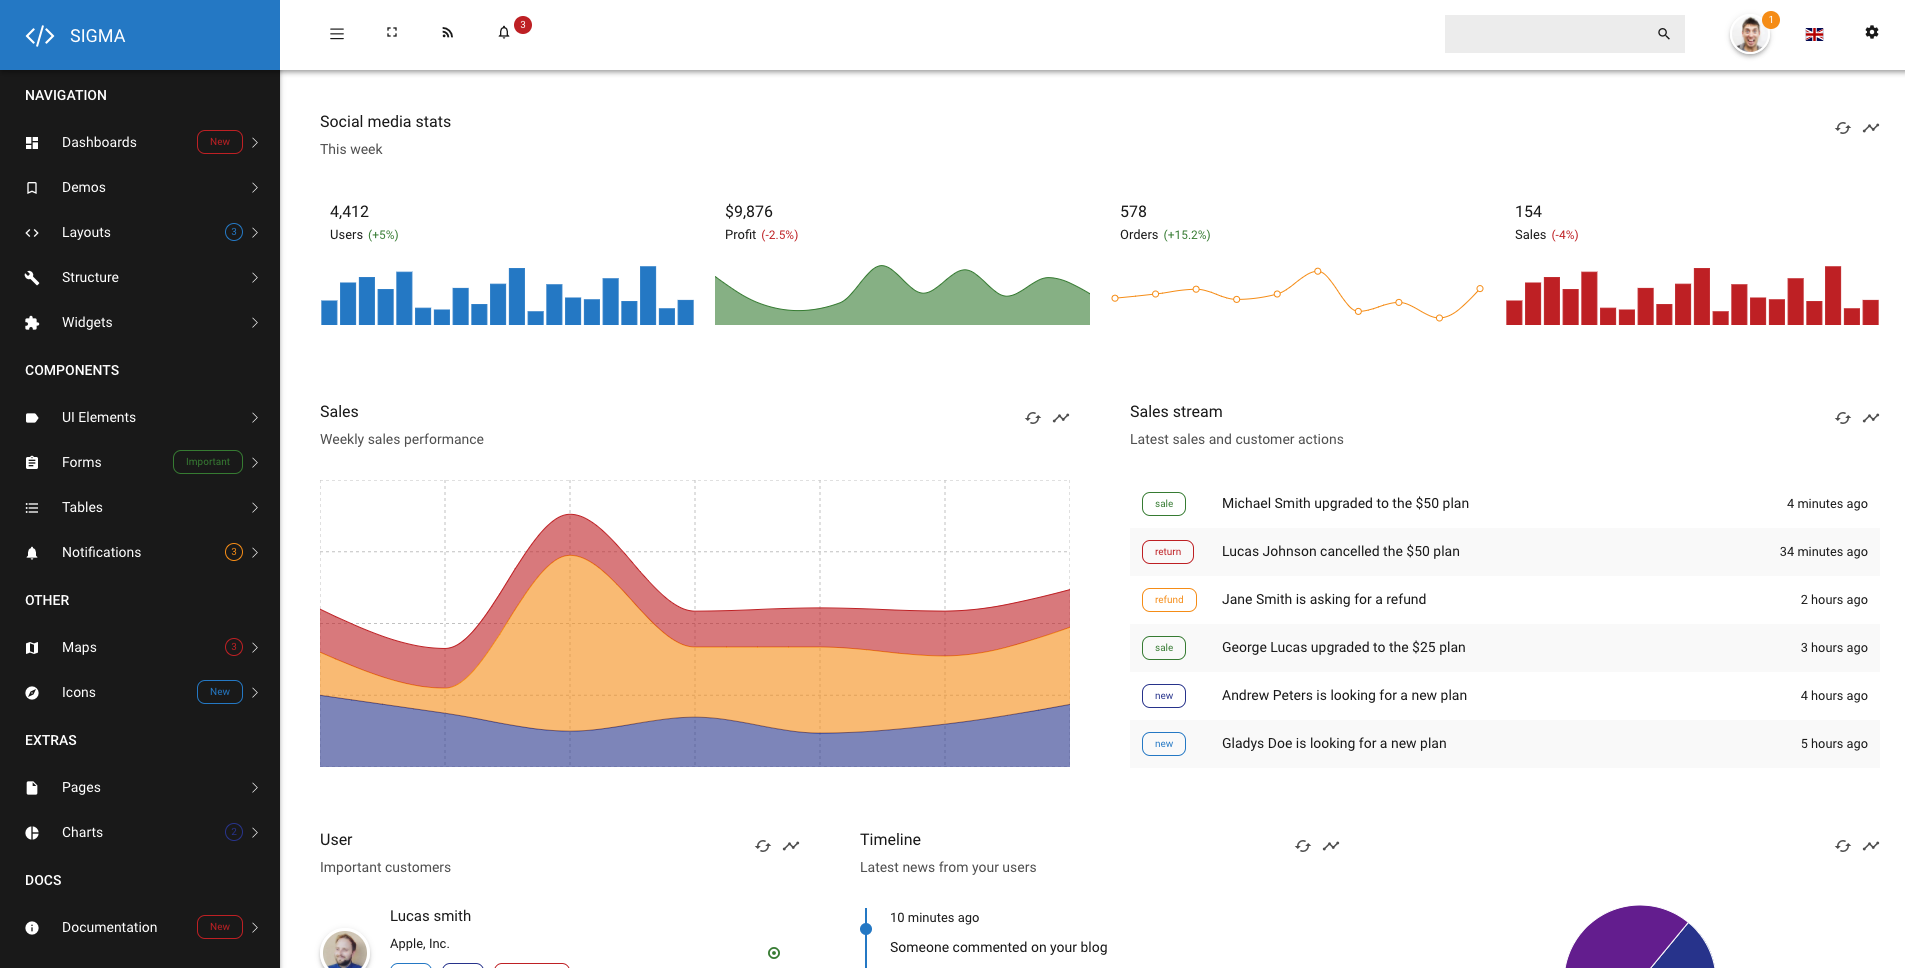 SIGMA
3
1
NAVIGATION
Dashboards New
Demos
Layouts 3
Structure
Widgets
COMPONENTS
UI Elements
Forms Important
Tables
Notifications 3
OTHER
Maps 3
Icons New
EXTRAS
Pages
Charts 2
DOCS
Documentation New
Social media stats
This week
4,412
Users (+5%)
$9,876
Profit (-2.5%)
578
Orders (+15.2%)
154
Sales (-4%)
Sales
Weekly sales performance
Sales stream
Latest sales and customer actions
sale Michael Smith upgraded to the $50 plan 4 minutes ago
return Lucas Johnson cancelled the $50 plan 34 minutes ago
refund Jane Smith is asking for a refund 2 hours ago
sale George Lucas upgraded to the $25 plan 3 hours ago
new Andrew Peters is looking for a new plan 4 hours ago
new Gladys Doe is looking for a new plan 5 hours ago
User
Important customers
Lucas smith
Apple, Inc.
Timeline
Latest news from your users
10 minutes ago
Someone commented on your blog